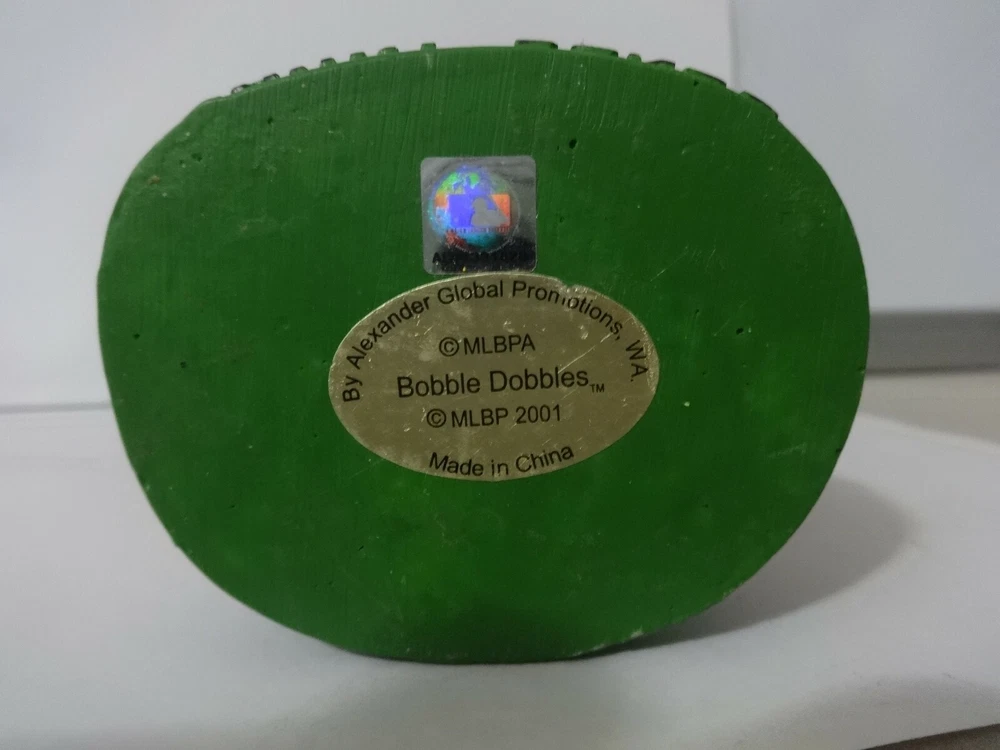 By Alexander Global Promotions, WA.
©MLBPA
Bobble Dobbles™
©MLBP 2001
Made in China